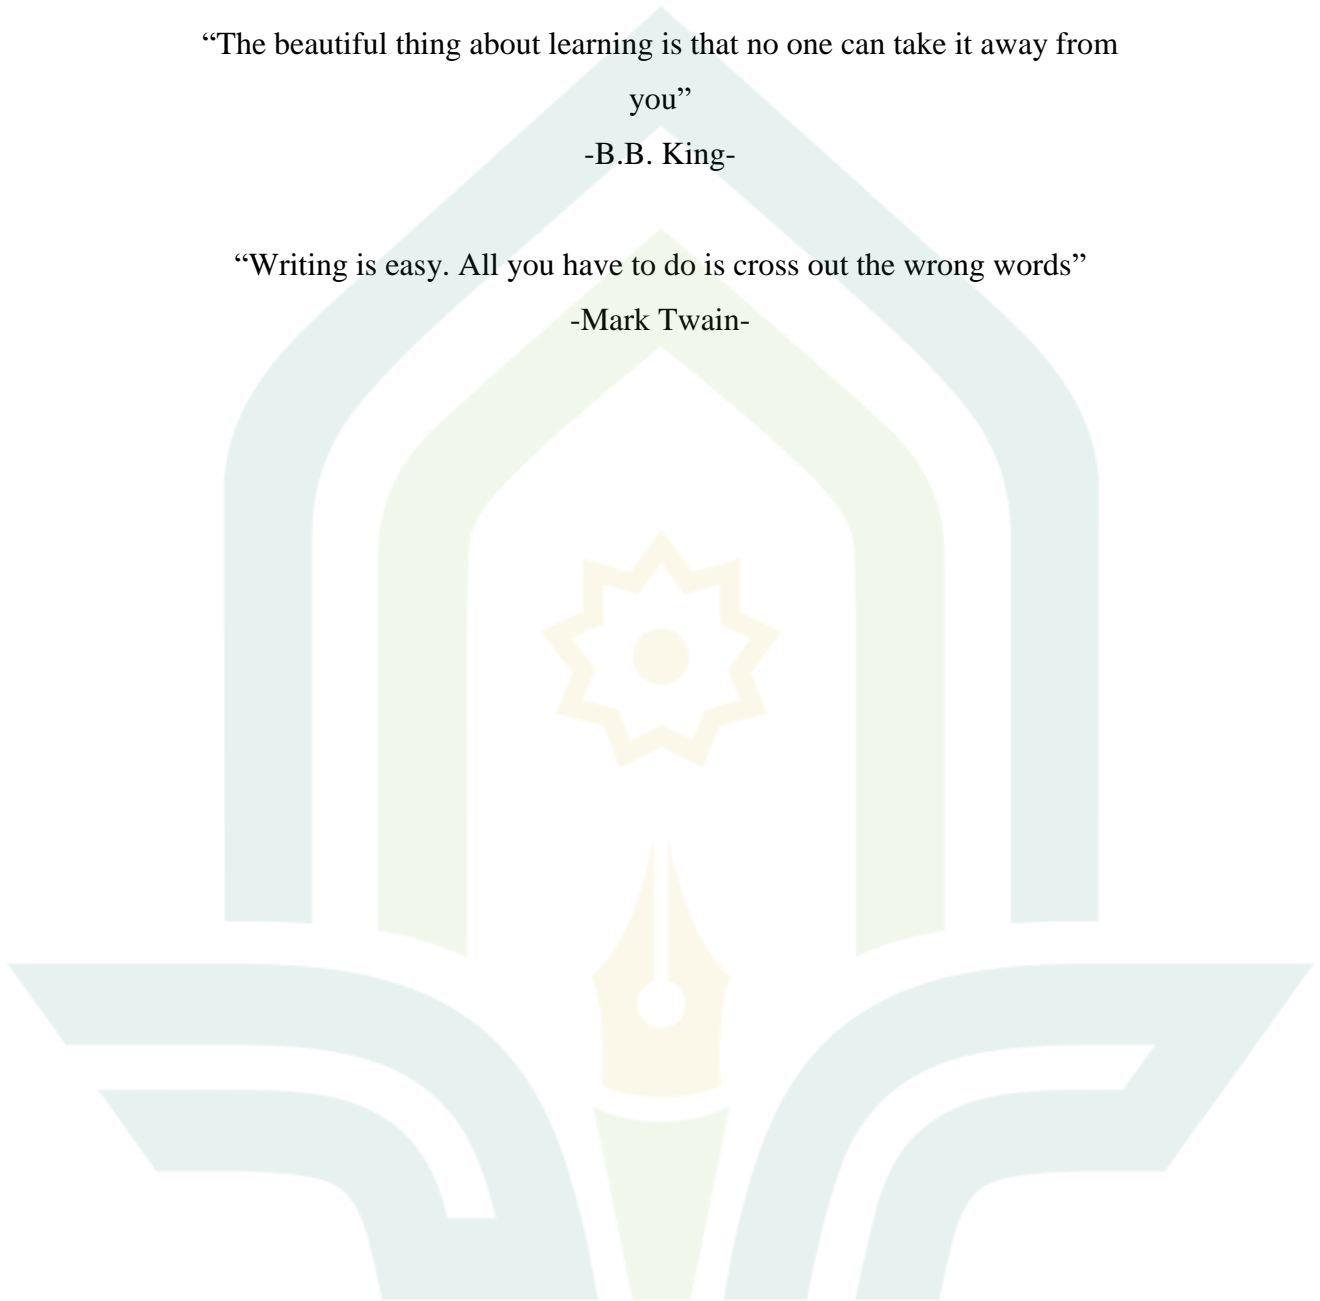 “The beautiful thing about learning is that no one can take it away from
you”
-B.B. King-
“Writing is easy. All you have to do is cross out the wrong words”
-Mark Twain-